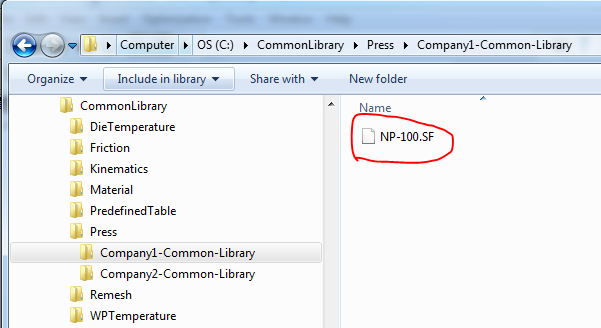 Computer OS (C:) CommonLibrary Press Company1-Common-Library
Organize Include in library Share with New folder
CommonLibrary
DieTemperature
Friction
Kinematics
Material
PredefinedTable
Press
Company1-Common-Library
Company2-Common-Library
Remesh
WPTemperature
Name
NP-100.SF